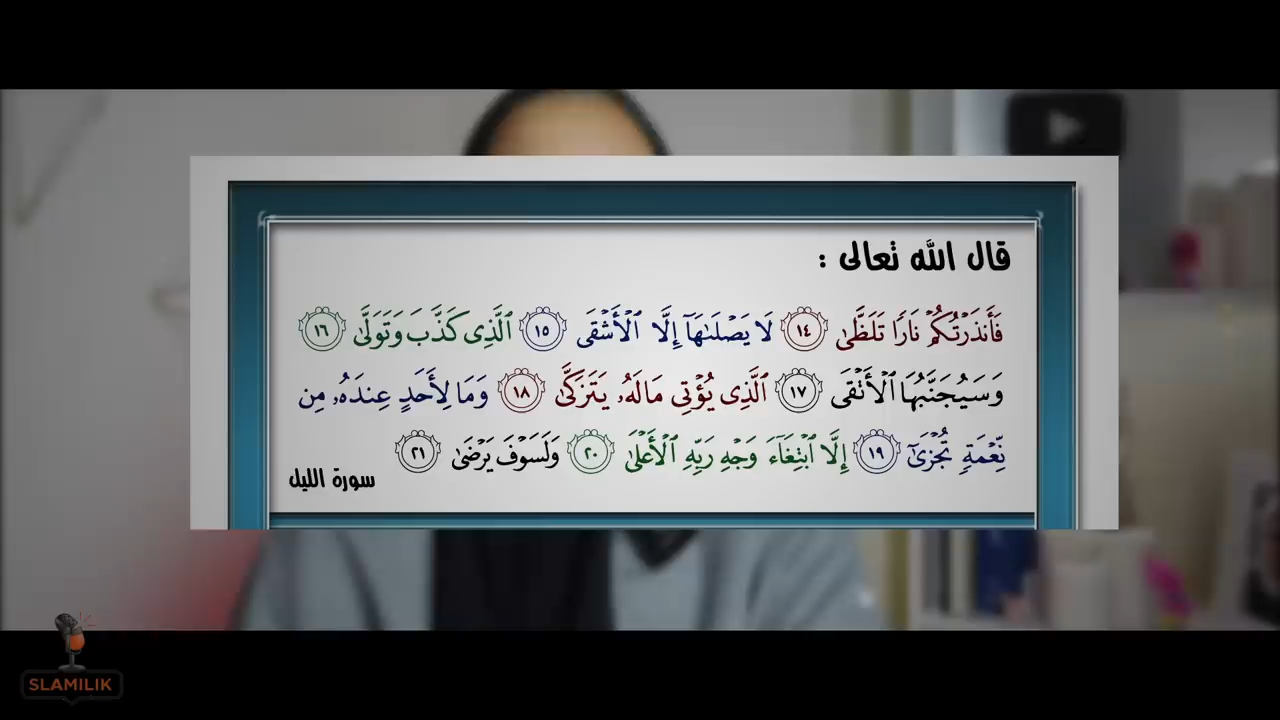 قال الله تعالى :
فَأَنذَرْتُكُمْ نَارًا تَلَظَّىٰ ١٤ لَا يَصْلَىٰهَآ إِلَّا ٱلْأَشْقَى ١٥ ٱلَّذِى كَذَّبَ وَتَوَلَّىٰ ١٦
وَسَيُجَنَّبُهَا ٱلْأَتْقَى ١٧ ٱلَّذِى يُؤْتِى مَالَهُۥ يَتَزَكَّىٰ ١٨ وَمَا لِأَحَدٍ عِندَهُۥ مِن
نِّعْمَةٍ تُجْزَىٰٓ ١٩ إِلَّا ٱبْتِغَآءَ وَجْهِ رَبِّهِ ٱلْأَعْلَىٰ ٢٠ وَلَسَوْفَ يَرْضَىٰ ٢١
سورة الليل
SLAMILIK